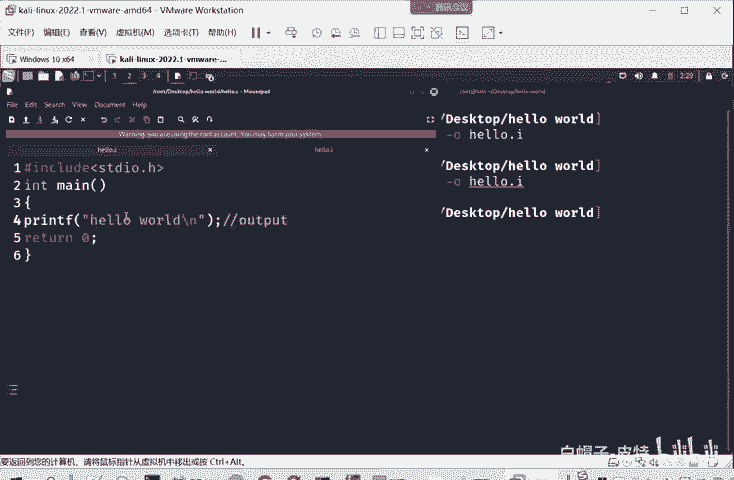 kali-linux-2022.1-vmware-amd64 - VMware Workstation
文件(F) 编辑(E) 查看(V) 虚拟机(M) 选项卡(T) 帮助(H)
Windows 10 x64 kali-linux-2022.1-vmware-...
1 2 3 4 2:29
/root/Desktop/hello world/hello.c - Mousepad
File Edit Search View Document Help
Warning: you are using the root account. You may harm your system.
hello.c hello.i
1 #include<stdio.h>
2 int main()
3 {
4 printf("hello world\n");//output
5 return 0;
6 }
/Desktop/hello world]
-o hello.i
/Desktop/hello world]
-o hello.i
/Desktop/hello world]
白帽子-皮特
要返回到您的计算机，请将鼠标指针从虚拟机中移出或按 Ctrl+Alt。